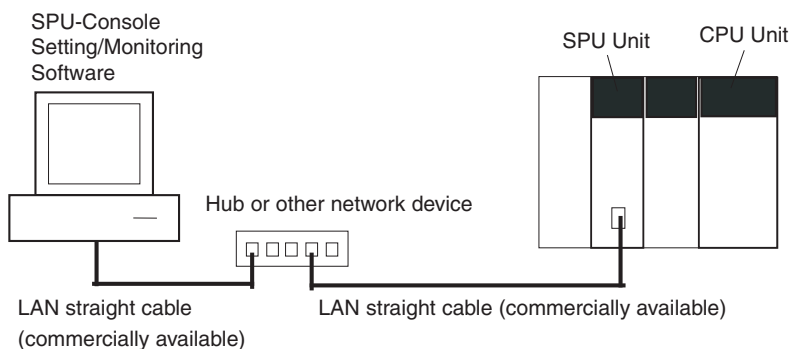 SPU-Console
Setting/Monitoring
Software
SPU Unit
CPU Unit
Hub or other network device
LAN straight cable
(commercially available)
LAN straight cable (commercially available)